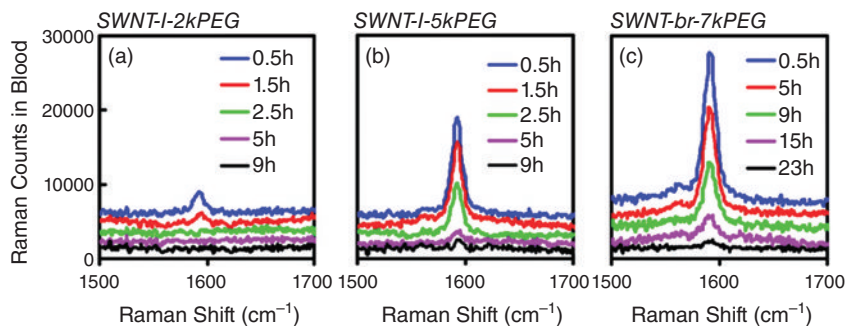 SWNT-l-2kPEG SWNT-l-5kPEG SWNT-br-7kPEG
Raman Counts in Blood
30000
20000
10000
0
(a)
0.5h
1.5h
2.5h
5h
9h
1500 1600 1700
Raman Shift (cm⁻¹)
(b)
0.5h
1.5h
2.5h
5h
9h
1500 1600 1700
Raman Shift (cm⁻¹)
(c)
0.5h
5h
9h
15h
23h
1500 1600 1700
Raman Shift (cm⁻¹)